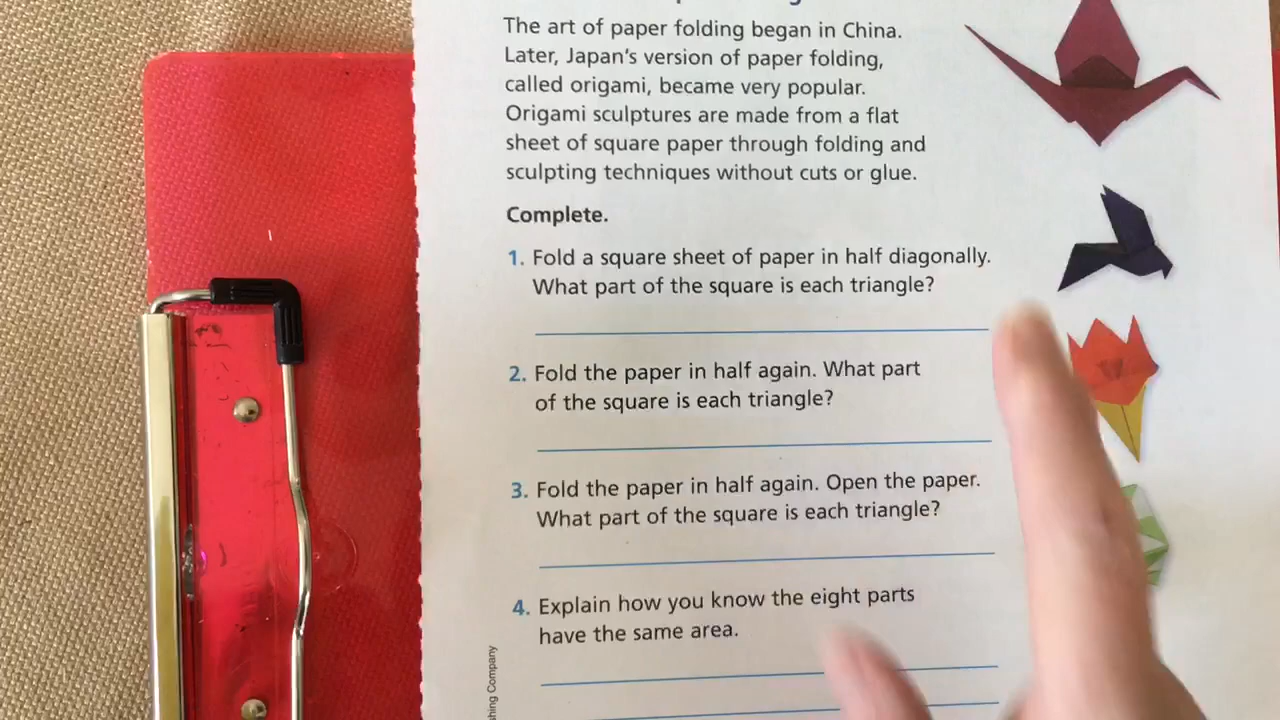 The art of paper folding began in China.
Later, Japan's version of paper folding,
called origami, became very popular.
Origami sculptures are made from a flat
sheet of square paper through folding and
sculpting techniques without cuts or glue.
Complete.
1. Fold a square sheet of paper in half diagonally.
What part of the square is each triangle?
2. Fold the paper in half again. What part
of the square is each triangle?
3. Fold the paper in half again. Open the paper.
What part of the square is each triangle?
4. Explain how you know the eight parts
have the same area.
Company